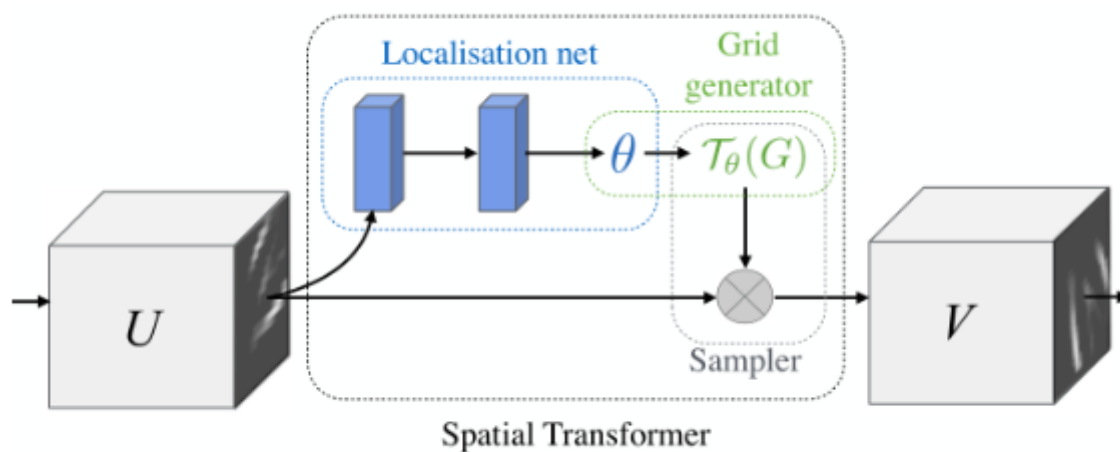 Localisation net
Grid
generator
θ
𝒯θ(G)
U
V
Sampler
Spatial Transformer